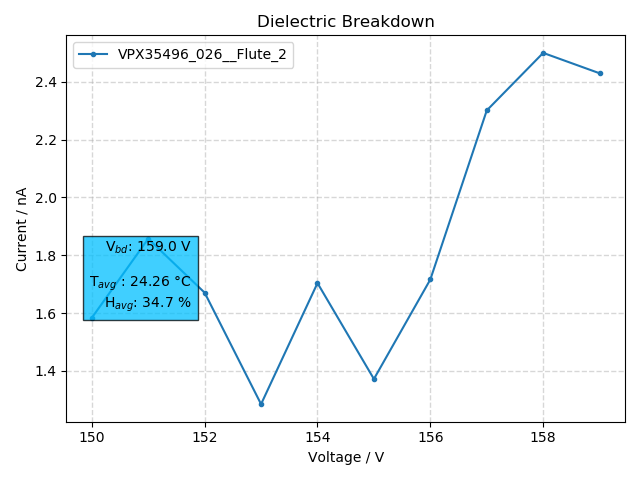 Dielectric Breakdown
VPX35496_026__Flute_2
2.4
2.2
2.0
1.8
1.6
1.4
Current / nA
V_bd: 159.0 V
T_avg : 24.26 °C
H_avg: 34.7 %
150 152 154 156 158
Voltage / V